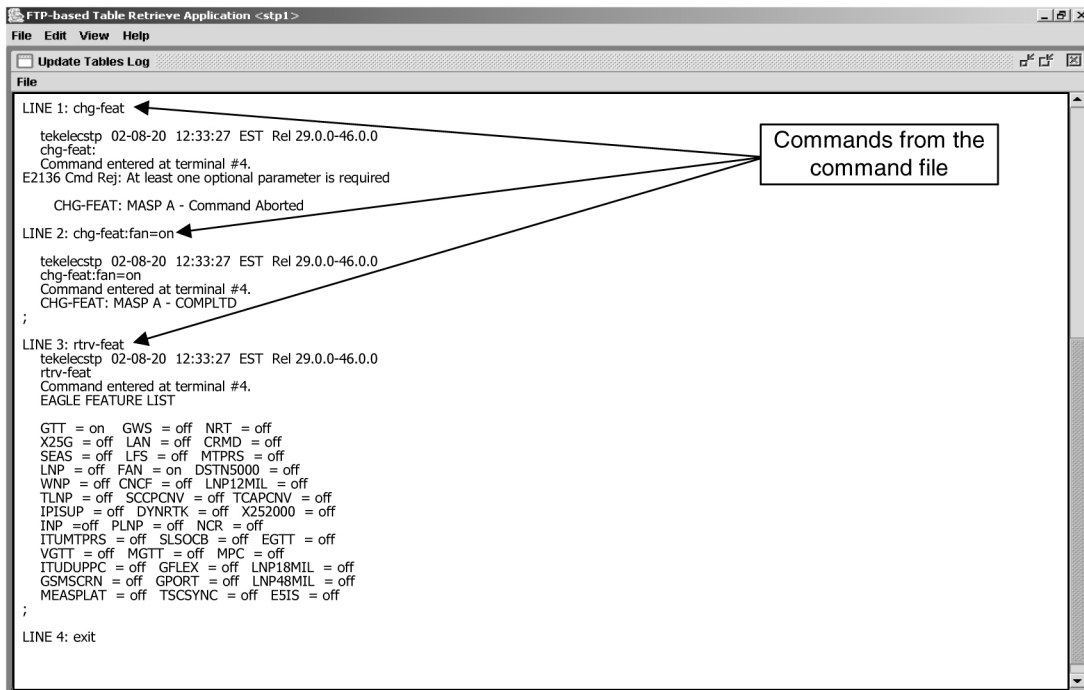 FTP-based Table Retrieve Application <stp1>
File Edit View Help
Update Tables Log
File
LINE 1: chg-feat
tekelecstp 02-08-20 12:33:27 EST Rel 29.0.0-46.0.0
chg-feat:
Command entered at terminal #4.
E2136 Cmd Rej: At least one optional parameter is required
CHG-FEAT: MASP A - Command Aborted
Commands from the
command file
LINE 2: chg-feat:fan=on
tekelecstp 02-08-20 12:33:27 EST Rel 29.0.0-46.0.0
chg-feat:fan=on
Command entered at terminal #4.
CHG-FEAT: MASP A - COMPLTD
;
LINE 3: rtrv-feat
tekelecstp 02-08-20 12:33:27 EST Rel 29.0.0-46.0.0
rtrv-feat
Command entered at terminal #4.
EAGLE FEATURE LIST
GTT = on GWS = off NRT = off
X25G = off LAN = off CRMD = off
SEAS = off LFS = off MTPRS = off
LNP = off FAN = on DSTN5000 = off
WNP = off CNCF = off LNP12MIL = off
TLNP = off SCCPCNV = off TCAPCNV = off
IPISUP = off DYNRTK = off X252000 = off
INP =off PLNP = off NCR = off
ITUMTPRS = off SLSOCB = off EGTT = off
VGTT = off MGTT = off MPC = off
ITUDUPPC = off GFLEX = off LNP18MIL = off
GSMSCRN = off GPORT = off LNP48MIL = off
MEASPLAT = off TSCSYNC = off E5IS = off
;
LINE 4: exit